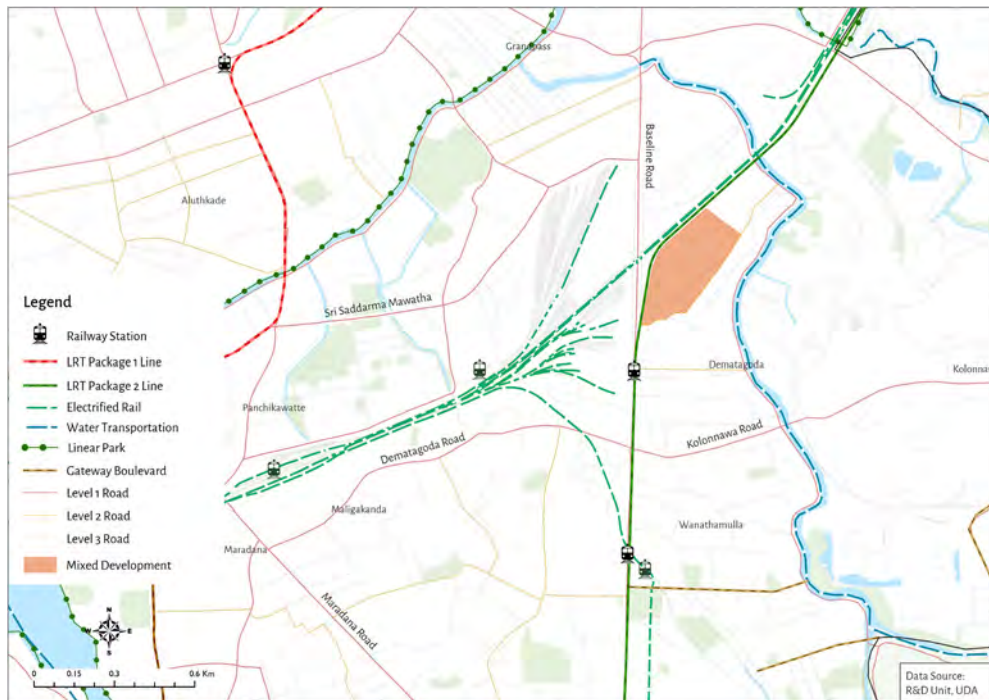 Grandpass
Baseline Road
Aluthkade
Sri Saddarma Mawatha
Dematagoda
Kolonnaw
Panchikawatte
Dematagoda Road
Kolonnawa Road
Maligakanda
Wanathamulla
Maradana
Maradana Road
Legend
Railway Station
LRT Package 1 Line
LRT Package 2 Line
Electrified Rail
Water Transportation
Linear Park
Gateway Boulevard
Level 1 Road
Level 2 Road
Level 3 Road
Mixed Development
N
W E
S
0 0.15 0.3 0.6 Km
Data Source:
R&D Unit, UDA